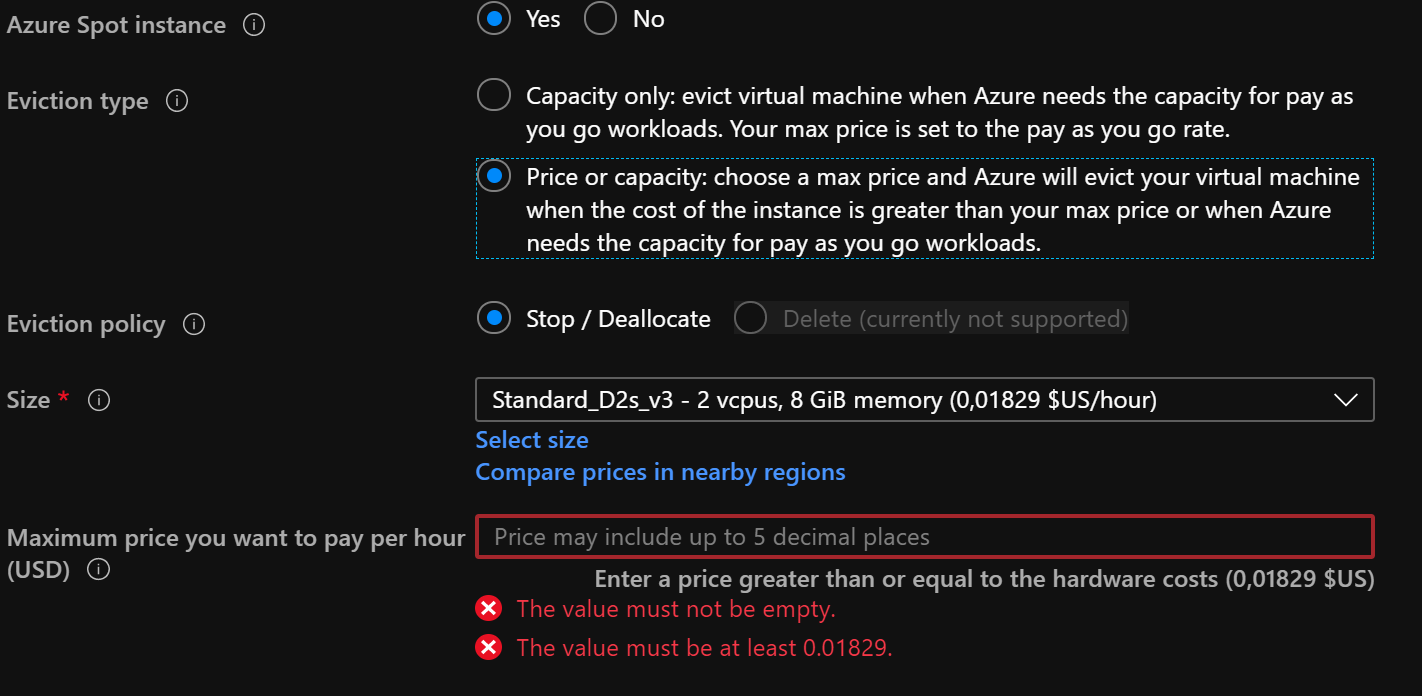 Azure Spot instance
Yes No
Eviction type
Capacity only: evict virtual machine when Azure needs the capacity for pay as
you go workloads. Your max price is set to the pay as you go rate.
Price or capacity: choose a max price and Azure will evict your virtual machine
when the cost of the instance is greater than your max price or when Azure
needs the capacity for pay as you go workloads.
Eviction policy
Stop / Deallocate Delete (currently not supported)
Size *
Standard_D2s_v3 - 2 vcpus, 8 GiB memory (0,01829 $US/hour)
Select size
Compare prices in nearby regions
Maximum price you want to pay per hour
(USD)
Price may include up to 5 decimal places
Enter a price greater than or equal to the hardware costs (0,01829 $US)
The value must not be empty.
The value must be at least 0.01829.